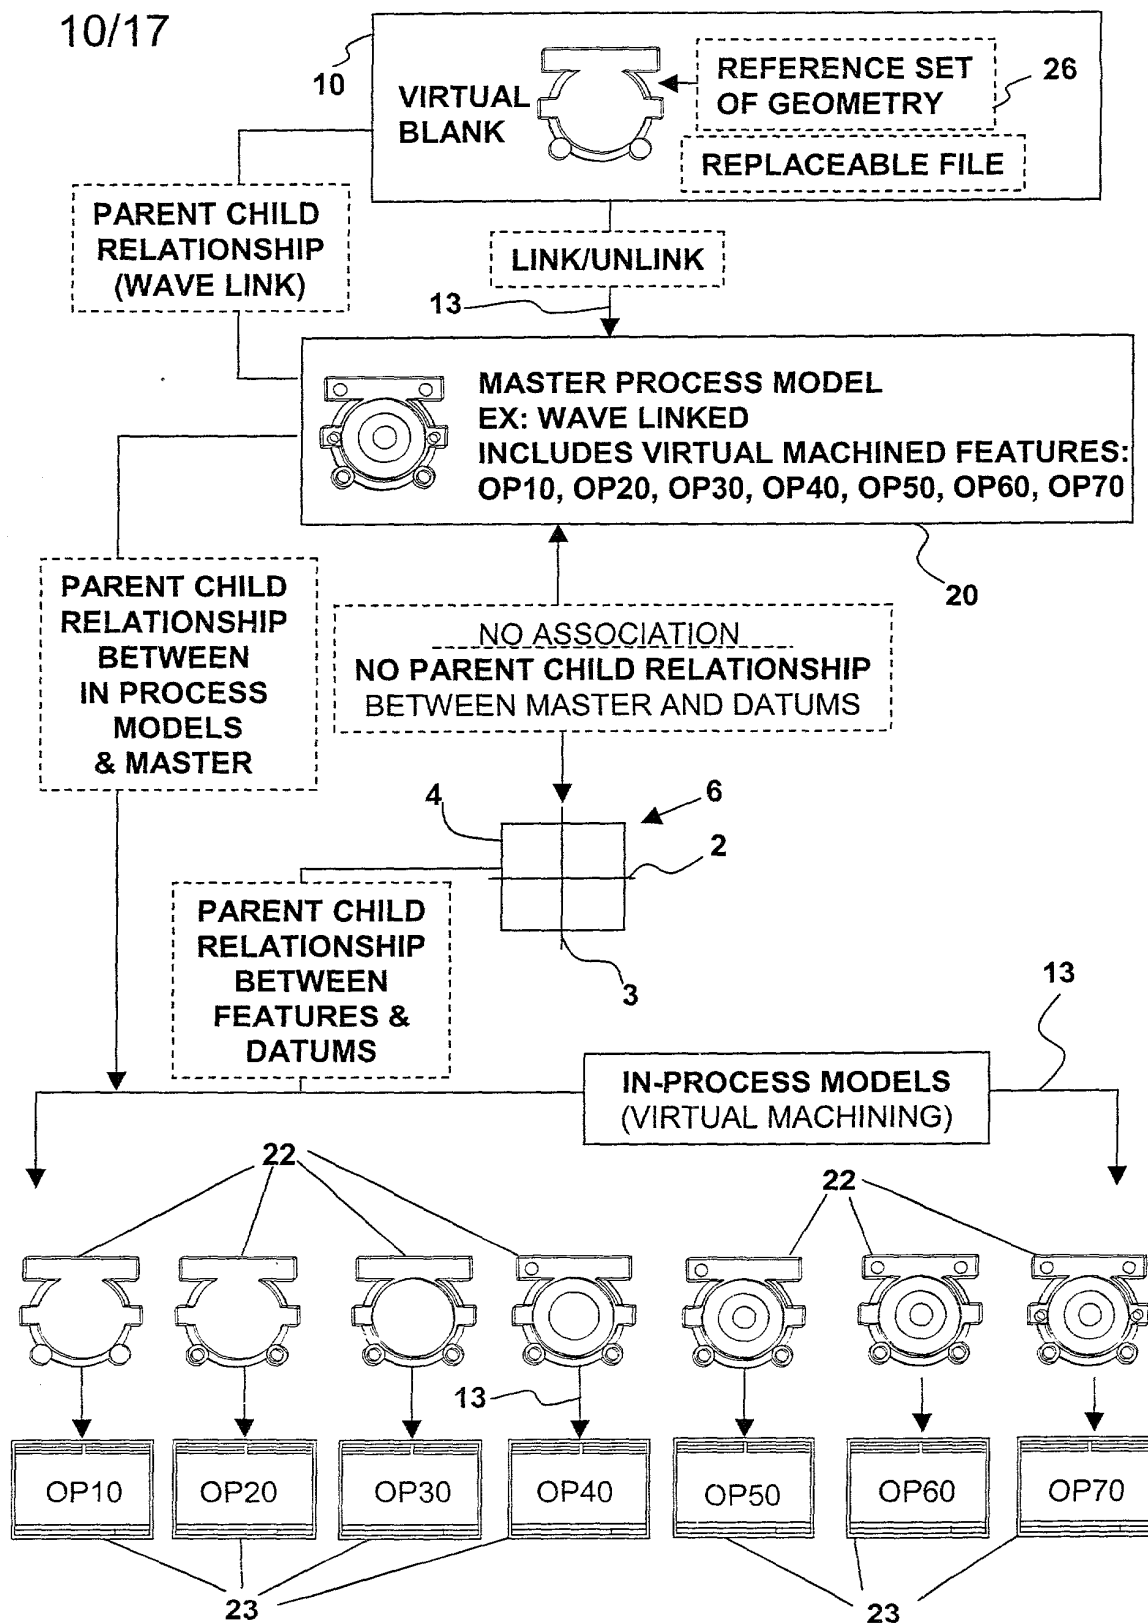 10/17
10
VIRTUAL
BLANK
REFERENCE SET
OF GEOMETRY
26
REPLACEABLE FILE
PARENT CHILD
RELATIONSHIP
(WAVE LINK)
LINK/UNLINK
13
MASTER PROCESS MODEL
EX: WAVE LINKED
INCLUDES VIRTUAL MACHINED FEATURES:
OP10, OP20, OP30, OP40, OP50, OP60, OP70
20
PARENT CHILD
RELATIONSHIP
BETWEEN
IN PROCESS
MODELS
& MASTER
NO ASSOCIATION
NO PARENT CHILD RELATIONSHIP
BETWEEN MASTER AND DATUMS
4
6
2
3
PARENT CHILD
RELATIONSHIP
BETWEEN
FEATURES &
DATUMS
13
IN-PROCESS MODELS
(VIRTUAL MACHINING)
22
22
13
OP10
OP20
OP30
OP40
OP50
OP60
OP70
23
23